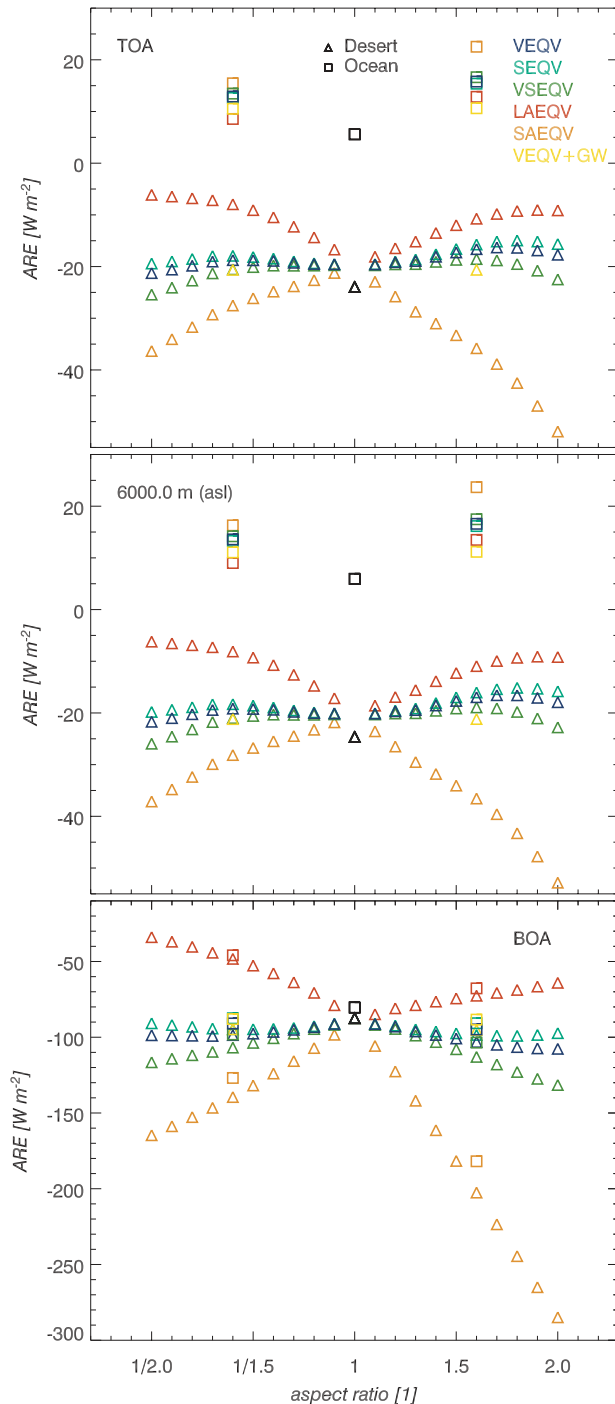 TOA
Desert
Ocean
VEQV
SEQV
VSEQV
LAEQV
SAEQV
VEQV+GW
20
0
-20
-40
ARE [W m-2]
6000.0 m (asl)
20
0
-20
-40
ARE [W m-2]
BOA
-50
-100
-150
-200
-250
-300
ARE [W m-2]
1/2.0 1/1.5 1 1.5 2.0
aspect ratio [1]